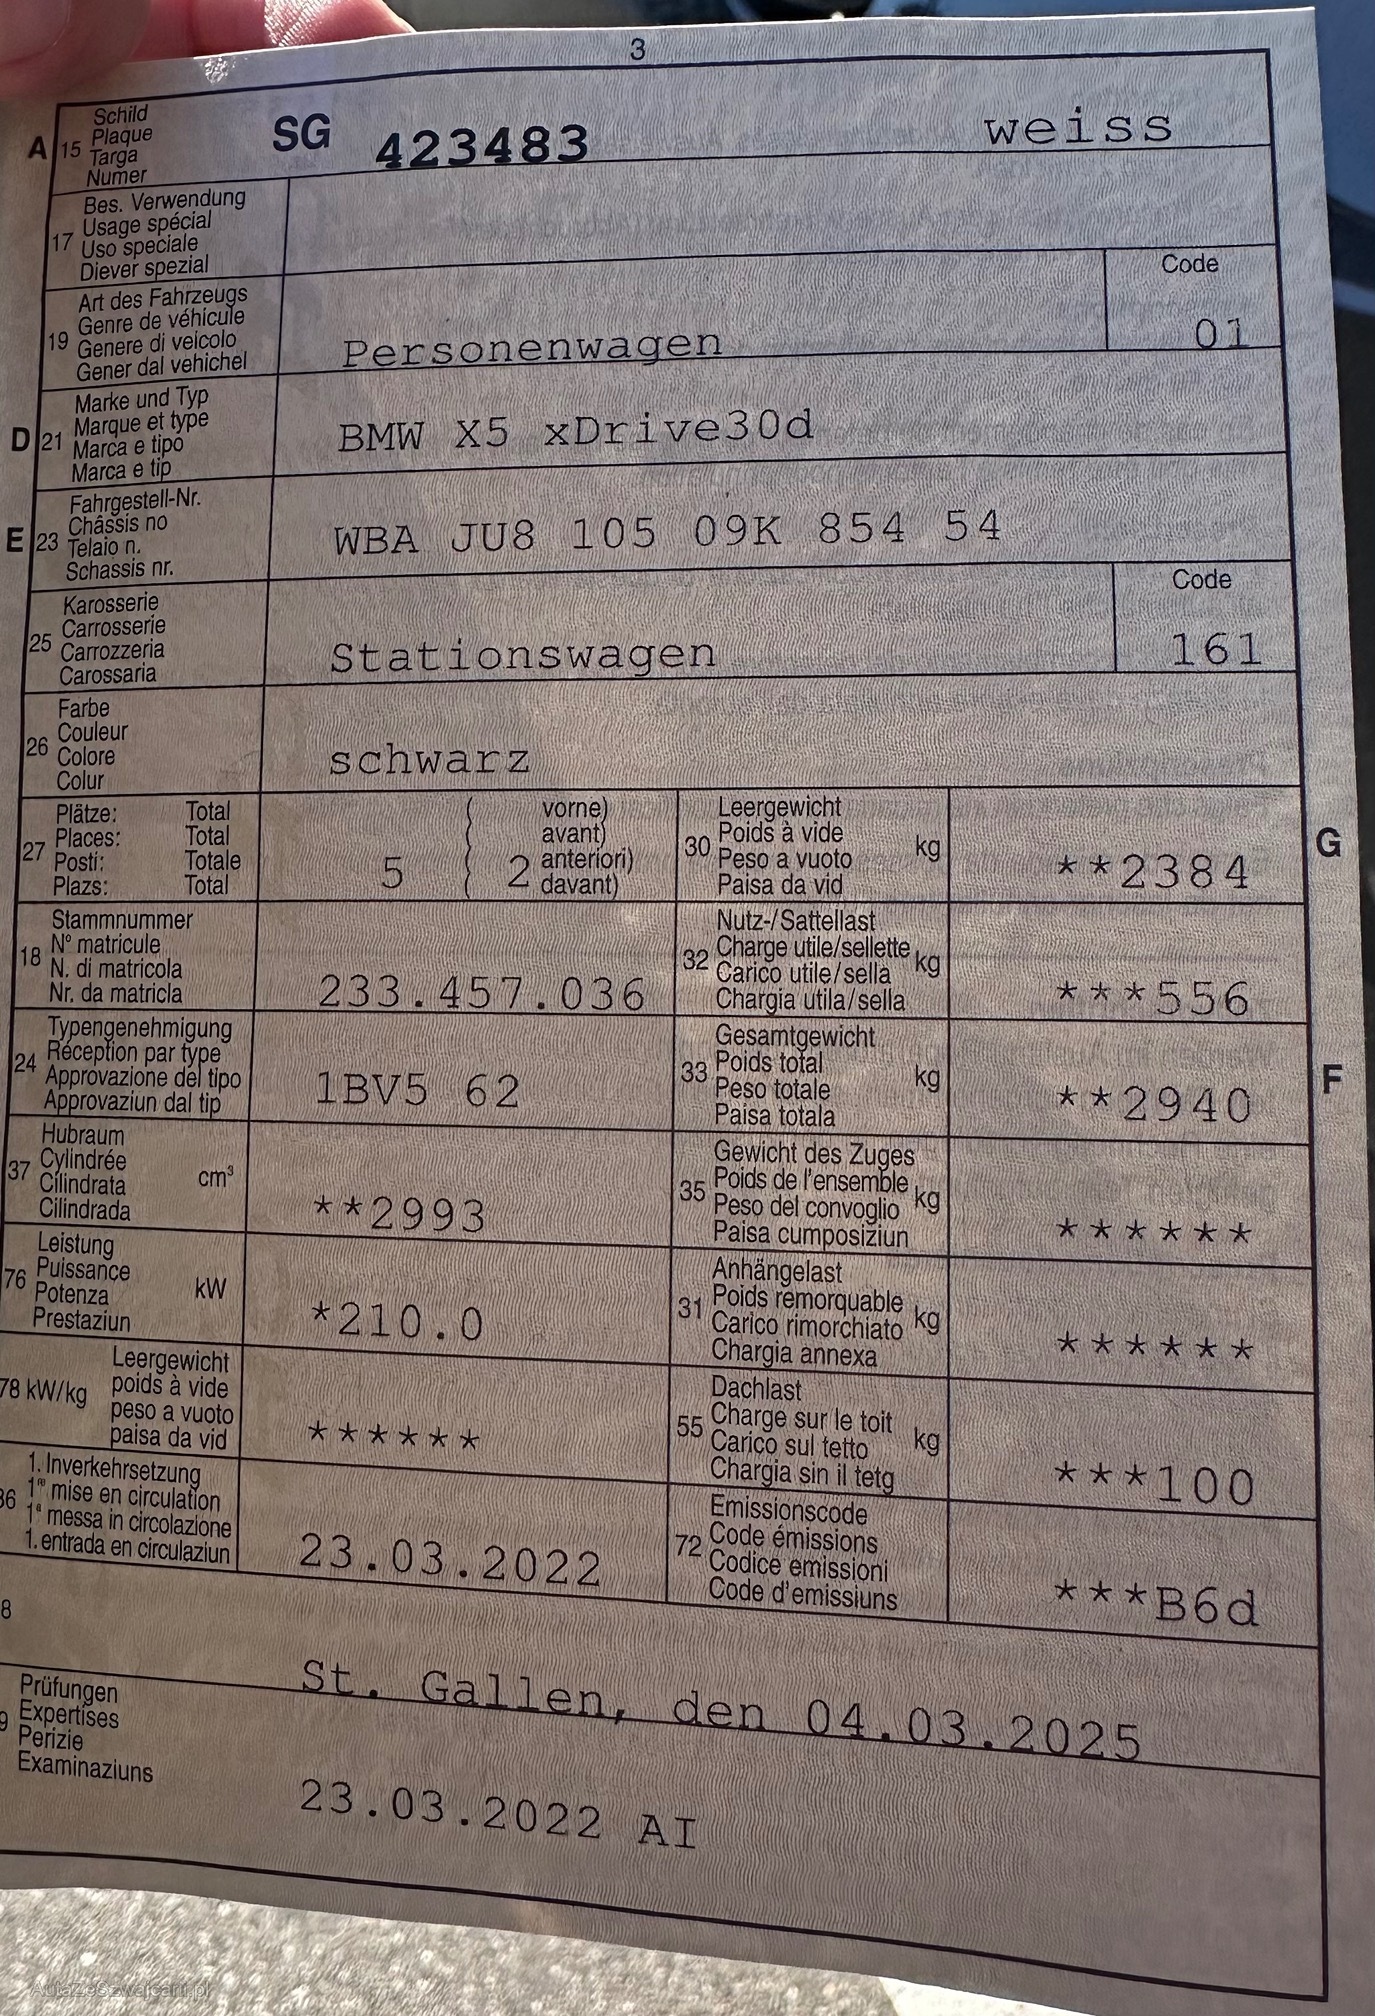 3
A 15 Schild
Plaque
Targa
Numer
SG 423483 weiss
17 Bes. Verwendung
Usage spécial
Uso speciale
Diever spezial
19 Art des Fahrzeugs
Genre de véhicule
Genere di veicolo
Gener dal vehichel
Personenwagen
Code
01
D 21 Marke und Typ
Marque et type
Marca e tipo
Marca e tip
BMW X5 xDrive30d
E 23 Fahrgestell-Nr.
Châssis no
Telaio n.
Schassis nr.
WBA JU8 105 09K 854 54
25 Karosserie
Carrosserie
Carrozzeria
Carossaria
Stationswagen
Code
161
26 Farbe
Couleur
Colore
Colur
schwarz
27 Plätze: Total
Places: Total
Posti: Totale
Plazs: Total
5 ( 2 vorne)
avant)
anteriori)
davant)
30 Leergewicht
Poids à vide
Peso a vuoto
Paisa da vid
kg
**2384
G
18 Stammnummer
N° matricule
N. di matricola
Nr. da matricla
233.457.036
32 Nutz-/Sattellast
Charge utile/sellette
Carico utile/sella
Chargia utila/sella
kg
***556
24 Typengenehmigung
Réception par type
Approvazione del tipo
Approvaziun dal tip
1BV5 62
33 Gesamtgewicht
Poids total
Peso totale
Paisa totala
kg
**2940
F
37 Hubraum
Cylindrée
Cilindrata
Cilindrada
cm³
**2993
35 Gewicht des Zuges
Poids de l'ensemble
Peso del convoglio
Paisa cumposiziun
kg
******
76 Leistung
Puissance
Potenza
Prestaziun
kW
*210.0
31 Anhängelast
Poids remorquable
Carico rimorchiato
Chargia annexa
kg
******
78 kW/kg Leergewicht
poids à vide
peso a vuoto
paisa da vid
******
55 Dachlast
Charge sur le toit
Carico sul tetto
Chargia sin il tetg
kg
***100
36 1. Inverkehrsetzung
1re mise en circulation
1a messa in circolazione
1. entrada en circulaziun
23.03.2022
72 Emissionscode
Code émissions
Codice emissioni
Code d'emissiuns
***B6d
8
St. Gallen, den 04.03.2025
9 Prüfungen
Expertises
Perizie
Examinaziuns
23.03.2022 AI
AutaZeSzwajcarii.pl